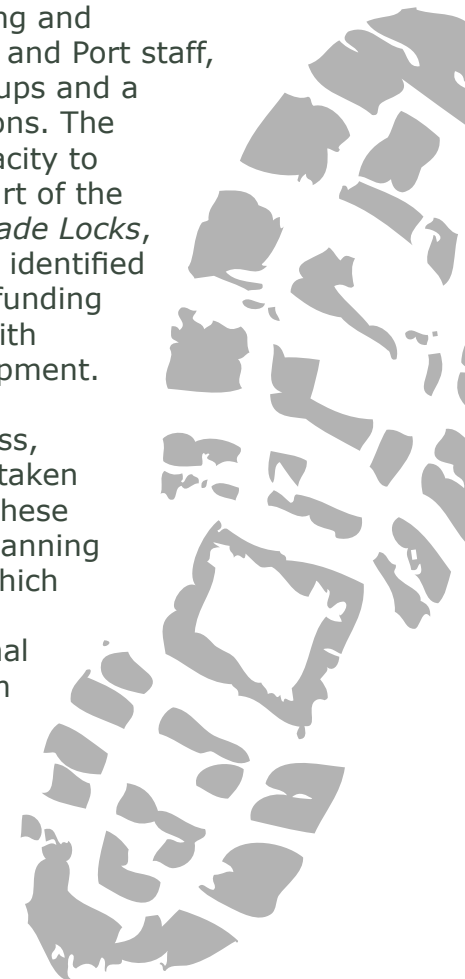 ng and
and Port staff,
ups and a
ons. The
acity to
rt of the
ade Locks,
identified
funding
ith
pment.
ss,
taken
hese
anning
hich
nal
n